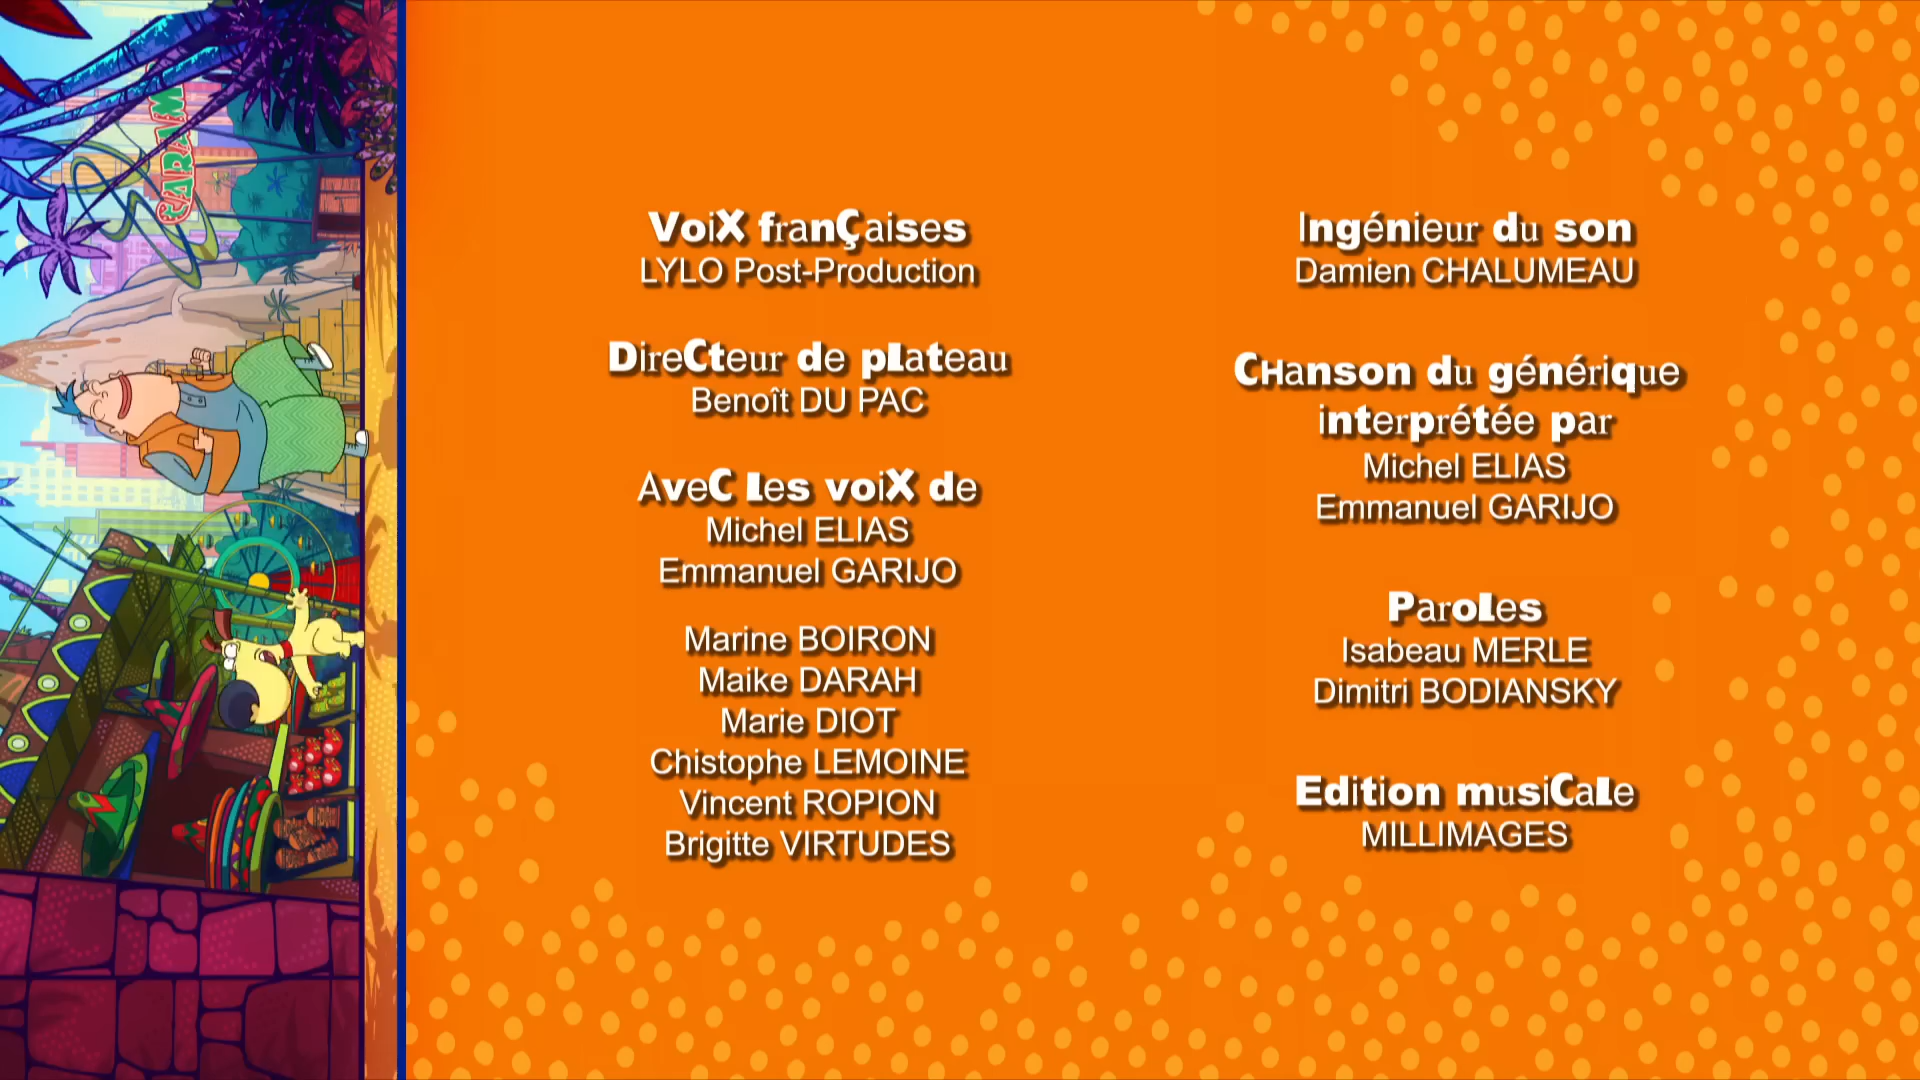 Voix françaises
LYLO Post-Production
Directeur de plateau
Benoît DU PAC
Avec les voix de
Michel ELIAS
Emmanuel GARIJO
Marine BOIRON
Maike DARAH
Marie DIOT
Chistophe LEMOINE
Vincent ROPION
Brigitte VIRTUDES
Ingénieur du son
Damien CHALUMEAU
Chanson du générique
interprétée par
Michel ELIAS
Emmanuel GARIJO
Paroles
Isabeau MERLE
Dimitri BODIANSKY
Edition musicale
MILLIMAGES